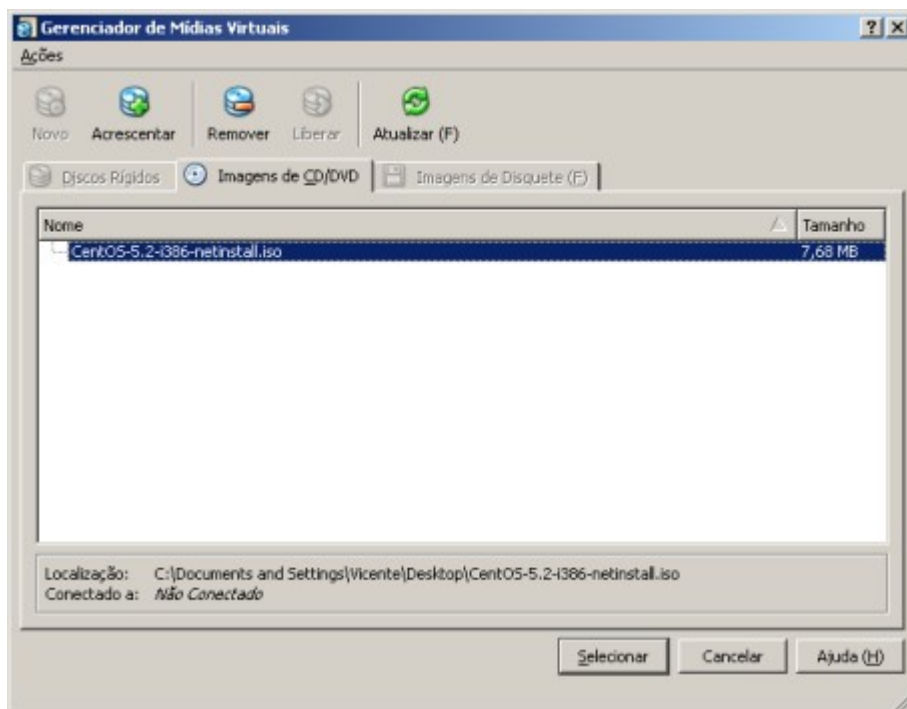 Gerenciador de Mídias Virtuais
Ações
Novo Acrescentar Remover Liberar Atualizar (F)
Discos Rígidos Imagens de CD/DVD Imagens de Disquete (F)
Nome Tamanho
CentOS-5.2-i386-netinstall.iso 7,68 MB
Localização: C:\Documents and Settings\Vicente\Desktop\CentOS-5.2-i386-netinstall.iso
Conectado a: Não Conectado
Selecionar Cancelar Ajuda (H)